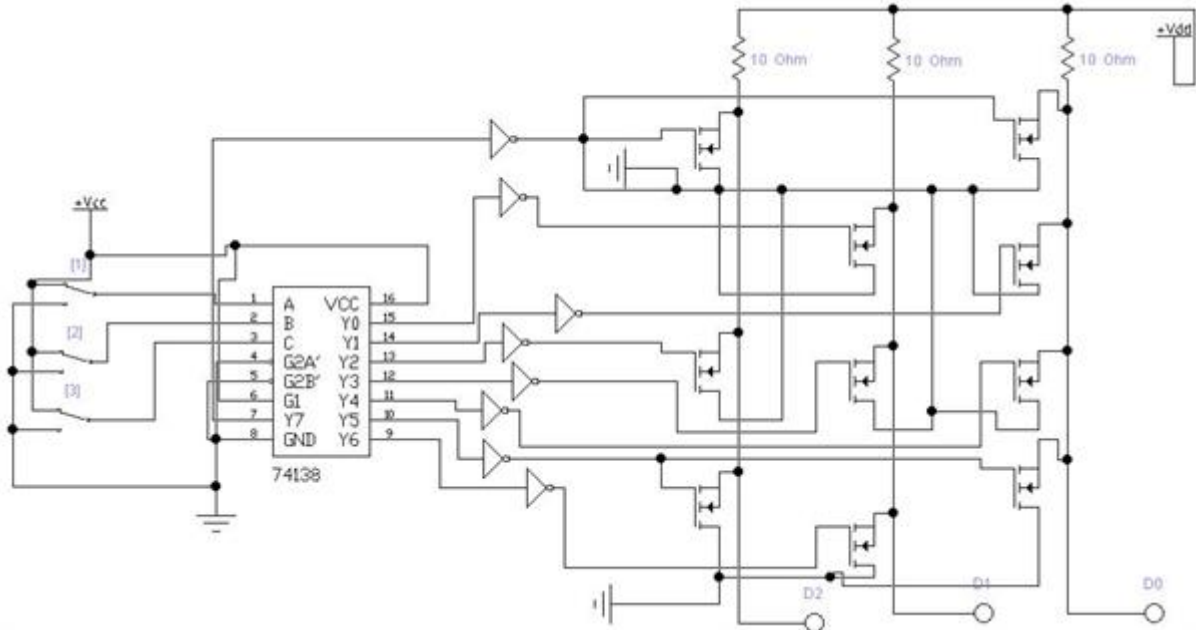 +Vdd
10 Ohm
10 Ohm
10 Ohm
+Vcc
[1]
1 A VCC 16
2 B Y0 15
[2]
3 C Y1 14
4 G2A' Y2 13
5 G2B' Y3 12
[3]
6 G1 Y4 11
7 Y7 Y5 10
8 GND Y6 9
74138
D2
D1
D0